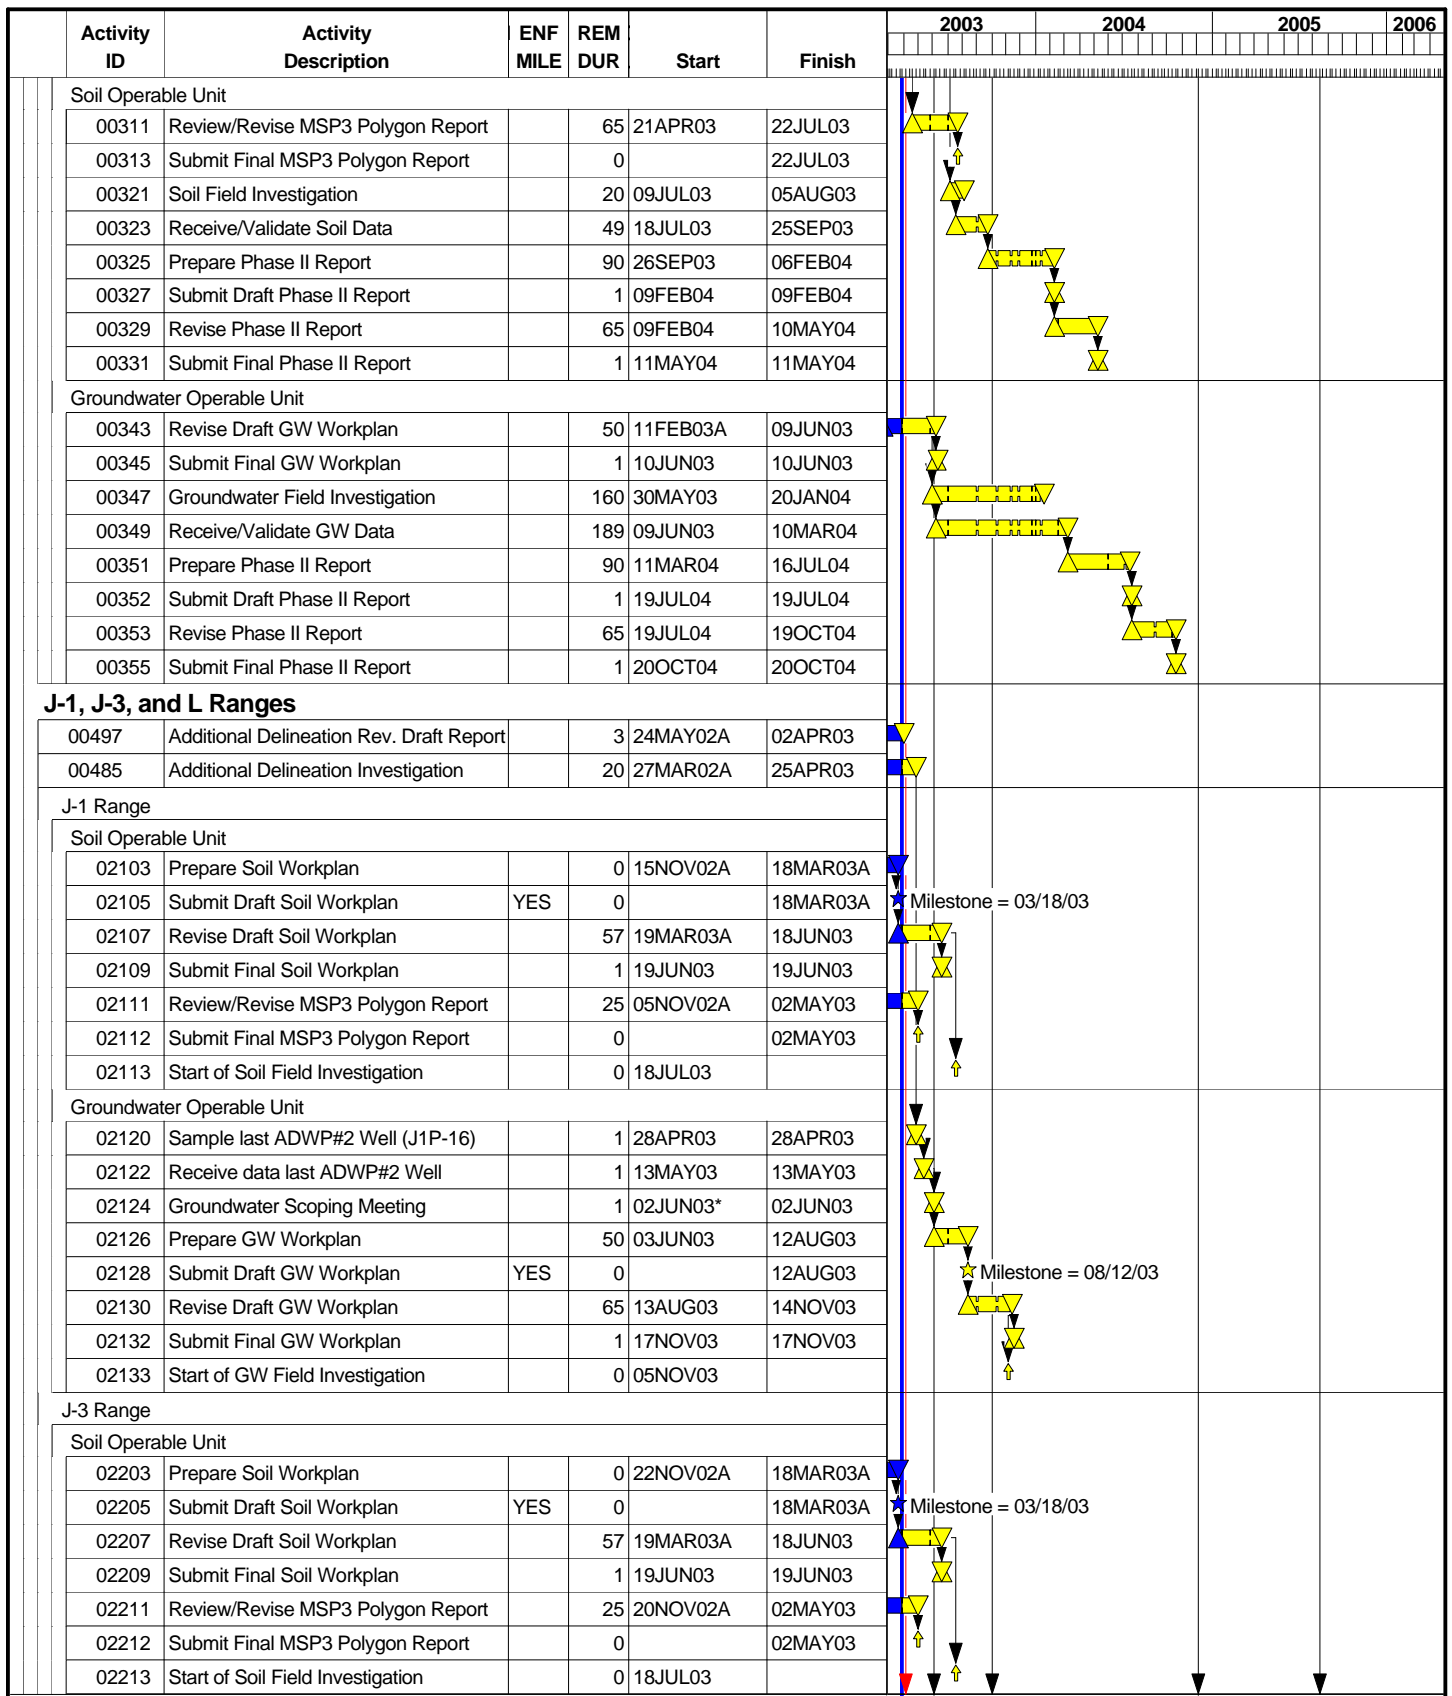 Activity ID Activity Description ENF MILE REM DUR Start Finish 2003 2004 2005 2006
Soil Operable Unit
00311 Review/Revise MSP3 Polygon Report 65 21APR03 22JUL03
00313 Submit Final MSP3 Polygon Report 0 22JUL03
00321 Soil Field Investigation 20 09JUL03 05AUG03
00323 Receive/Validate Soil Data 49 18JUL03 25SEP03
00325 Prepare Phase II Report 90 26SEP03 06FEB04
00327 Submit Draft Phase II Report 1 09FEB04 09FEB04
00329 Revise Phase II Report 65 09FEB04 10MAY04
00331 Submit Final Phase II Report 1 11MAY04 11MAY04
Groundwater Operable Unit
00343 Revise Draft GW Workplan 50 11FEB03A 09JUN03
00345 Submit Final GW Workplan 1 10JUN03 10JUN03
00347 Groundwater Field Investigation 160 30MAY03 20JAN04
00349 Receive/Validate GW Data 189 09JUN03 10MAR04
00351 Prepare Phase II Report 90 11MAR04 16JUL04
00352 Submit Draft Phase II Report 1 19JUL04 19JUL04
00353 Revise Phase II Report 65 19JUL04 19OCT04
00355 Submit Final Phase II Report 1 20OCT04 20OCT04
J-1, J-3, and L Ranges
00497 Additional Delineation Rev. Draft Report 3 24MAY02A 02APR03
00485 Additional Delineation Investigation 20 27MAR02A 25APR03
J-1 Range
Soil Operable Unit
02103 Prepare Soil Workplan 0 15NOV02A 18MAR03A
02105 Submit Draft Soil Workplan YES 0 18MAR03A Milestone = 03/18/03
02107 Revise Draft Soil Workplan 57 19MAR03A 18JUN03
02109 Submit Final Soil Workplan 1 19JUN03 19JUN03
02111 Review/Revise MSP3 Polygon Report 25 05NOV02A 02MAY03
02112 Submit Final MSP3 Polygon Report 0 02MAY03
02113 Start of Soil Field Investigation 0 18JUL03
Groundwater Operable Unit
02120 Sample last ADWP#2 Well (J1P-16) 1 28APR03 28APR03
02122 Receive data last ADWP#2 Well 1 13MAY03 13MAY03
02124 Groundwater Scoping Meeting 1 02JUN03* 02JUN03
02126 Prepare GW Workplan 50 03JUN03 12AUG03
02128 Submit Draft GW Workplan YES 0 12AUG03 Milestone = 08/12/03
02130 Revise Draft GW Workplan 65 13AUG03 14NOV03
02132 Submit Final GW Workplan 1 17NOV03 17NOV03
02133 Start of GW Field Investigation 0 05NOV03
J-3 Range
Soil Operable Unit
02203 Prepare Soil Workplan 0 22NOV02A 18MAR03A
02205 Submit Draft Soil Workplan YES 0 18MAR03A Milestone = 03/18/03
02207 Revise Draft Soil Workplan 57 19MAR03A 18JUN03
02209 Submit Final Soil Workplan 1 19JUN03 19JUN03
02211 Review/Revise MSP3 Polygon Report 25 20NOV02A 02MAY03
02212 Submit Final MSP3 Polygon Report 0 02MAY03
02213 Start of Soil Field Investigation 0 18JUL03